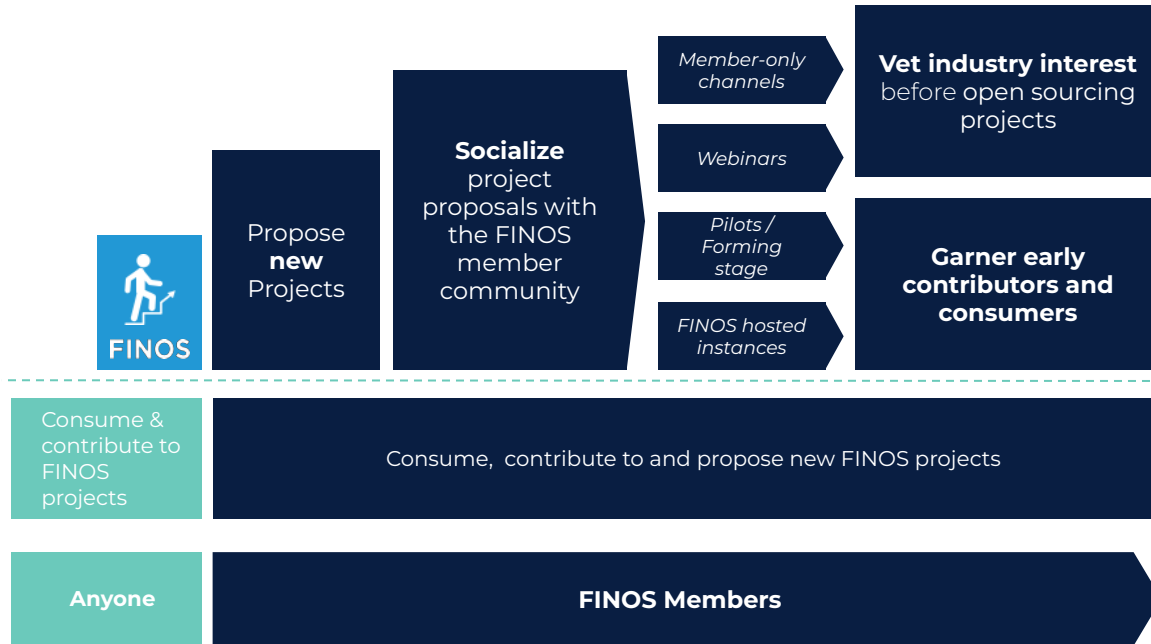 FINOS
Propose
new
Projects
Socialize
project
proposals with
the FINOS
member
community
Member-only
channels
Webinars
Pilots /
Forming
stage
FINOS hosted
instances
Vet industry interest
before open sourcing
projects
Garner early
contributors and
consumers
Consume &
contribute to
FINOS
projects
Consume, contribute to and propose new FINOS projects
Anyone
FINOS Members